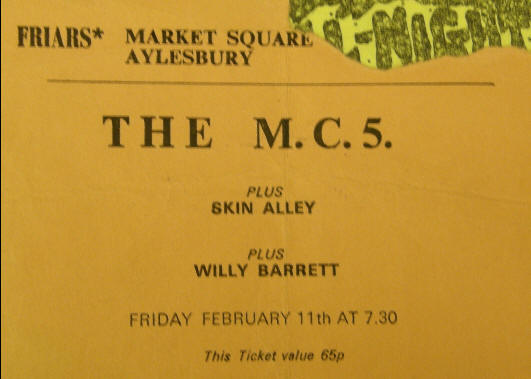 FRIARS* MARKET SQUARE
AYLESBURY
L-NIGHT
THE M.C.5.
PLUS
SKIN ALLEY
PLUS
WILLY BARRETT
FRIDAY FEBRUARY 11th AT 7.30
This Ticket value 65p